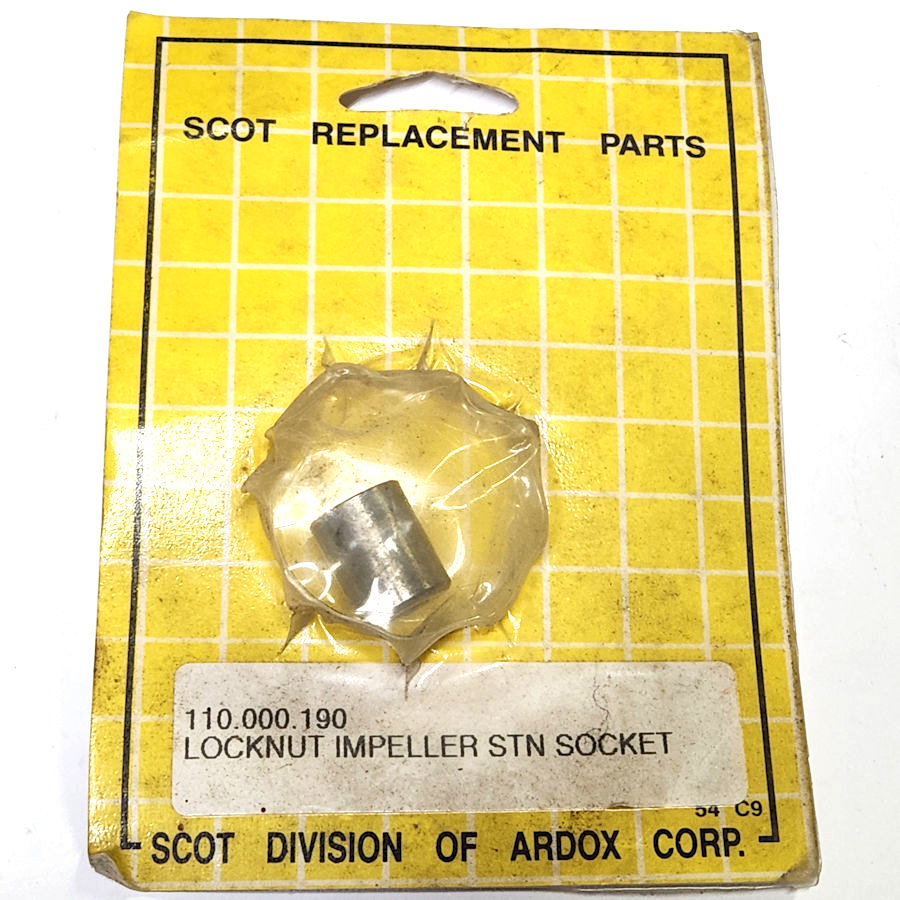 SCOT REPLACEMENT PARTS
110.000.190
LOCKNUT IMPELLER STN SOCKET
54 C9
SCOT DIVISION OF ARDOX CORP.